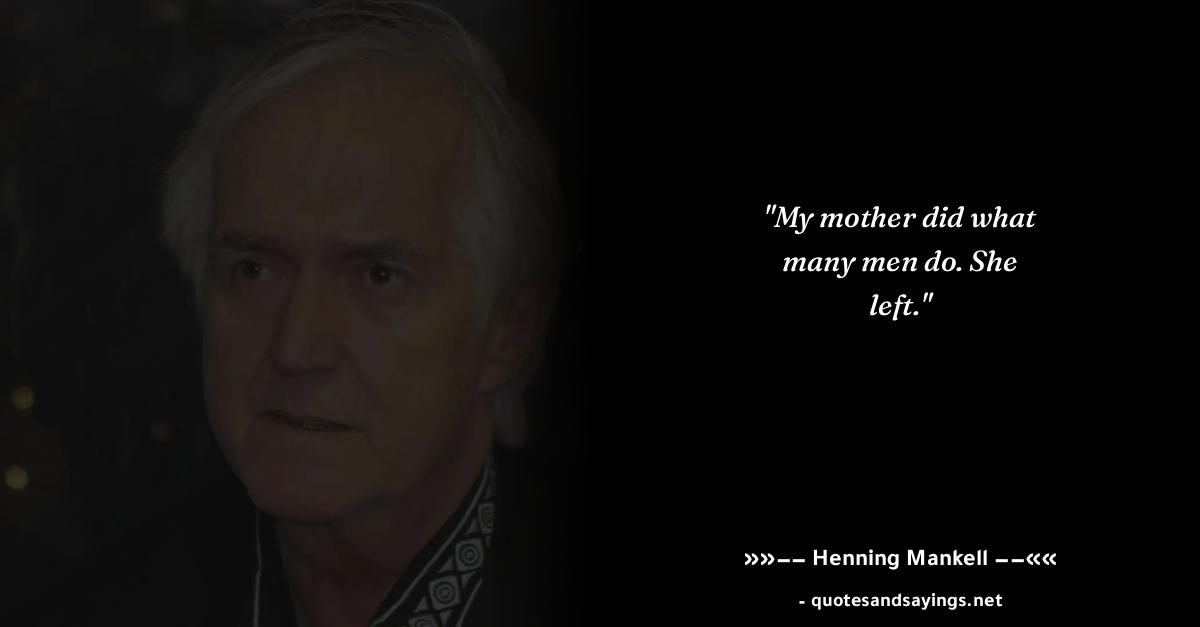 "My mother did what
many men do. She
left."
»»–– Henning Mankell ––««
- quotesandsayings.net